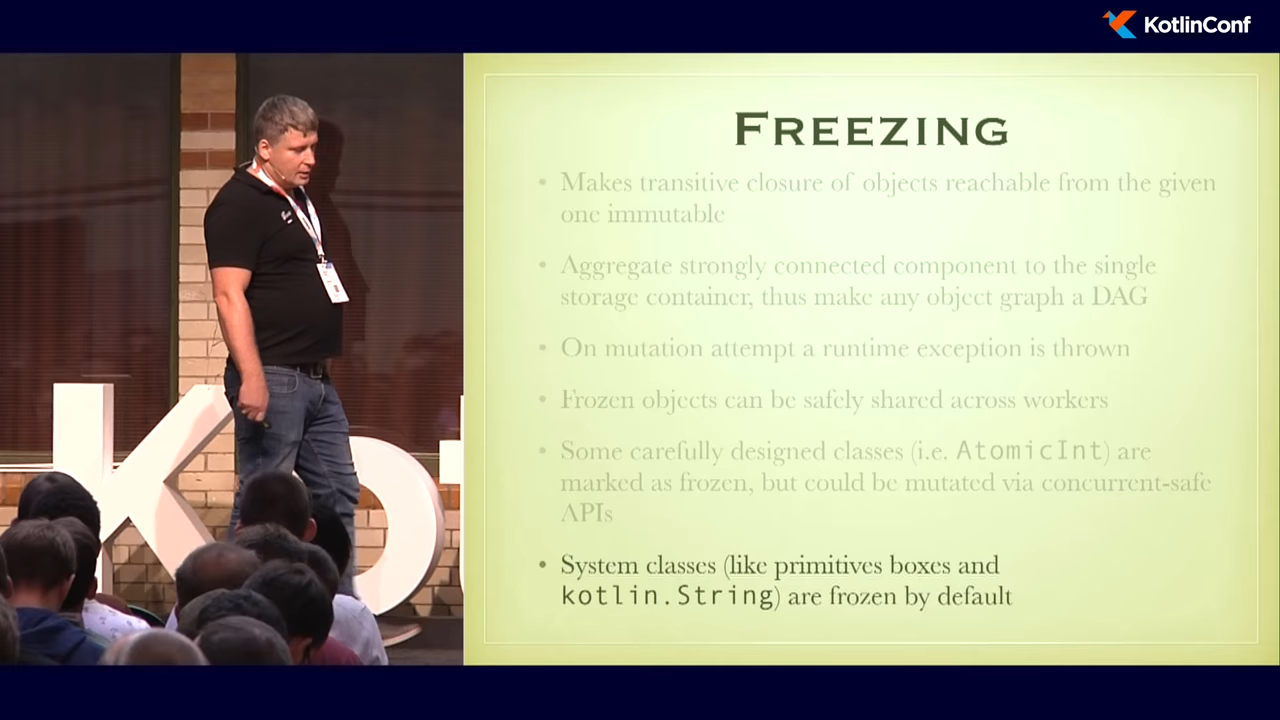 KotlinConf
FREEZING
• Makes transitive closure of objects reachable from the given
one immutable
• Aggregate strongly connected component to the single
storage container, thus make any object graph a DAG
• On mutation attempt a runtime exception is thrown
• Frozen objects can be safely shared across workers
• Some carefully designed classes (i.e. AtomicInt) are
marked as frozen, but could be mutated via concurrent-safe
APIs
• System classes (like primitives boxes and
kotlin.String) are frozen by default
Kot